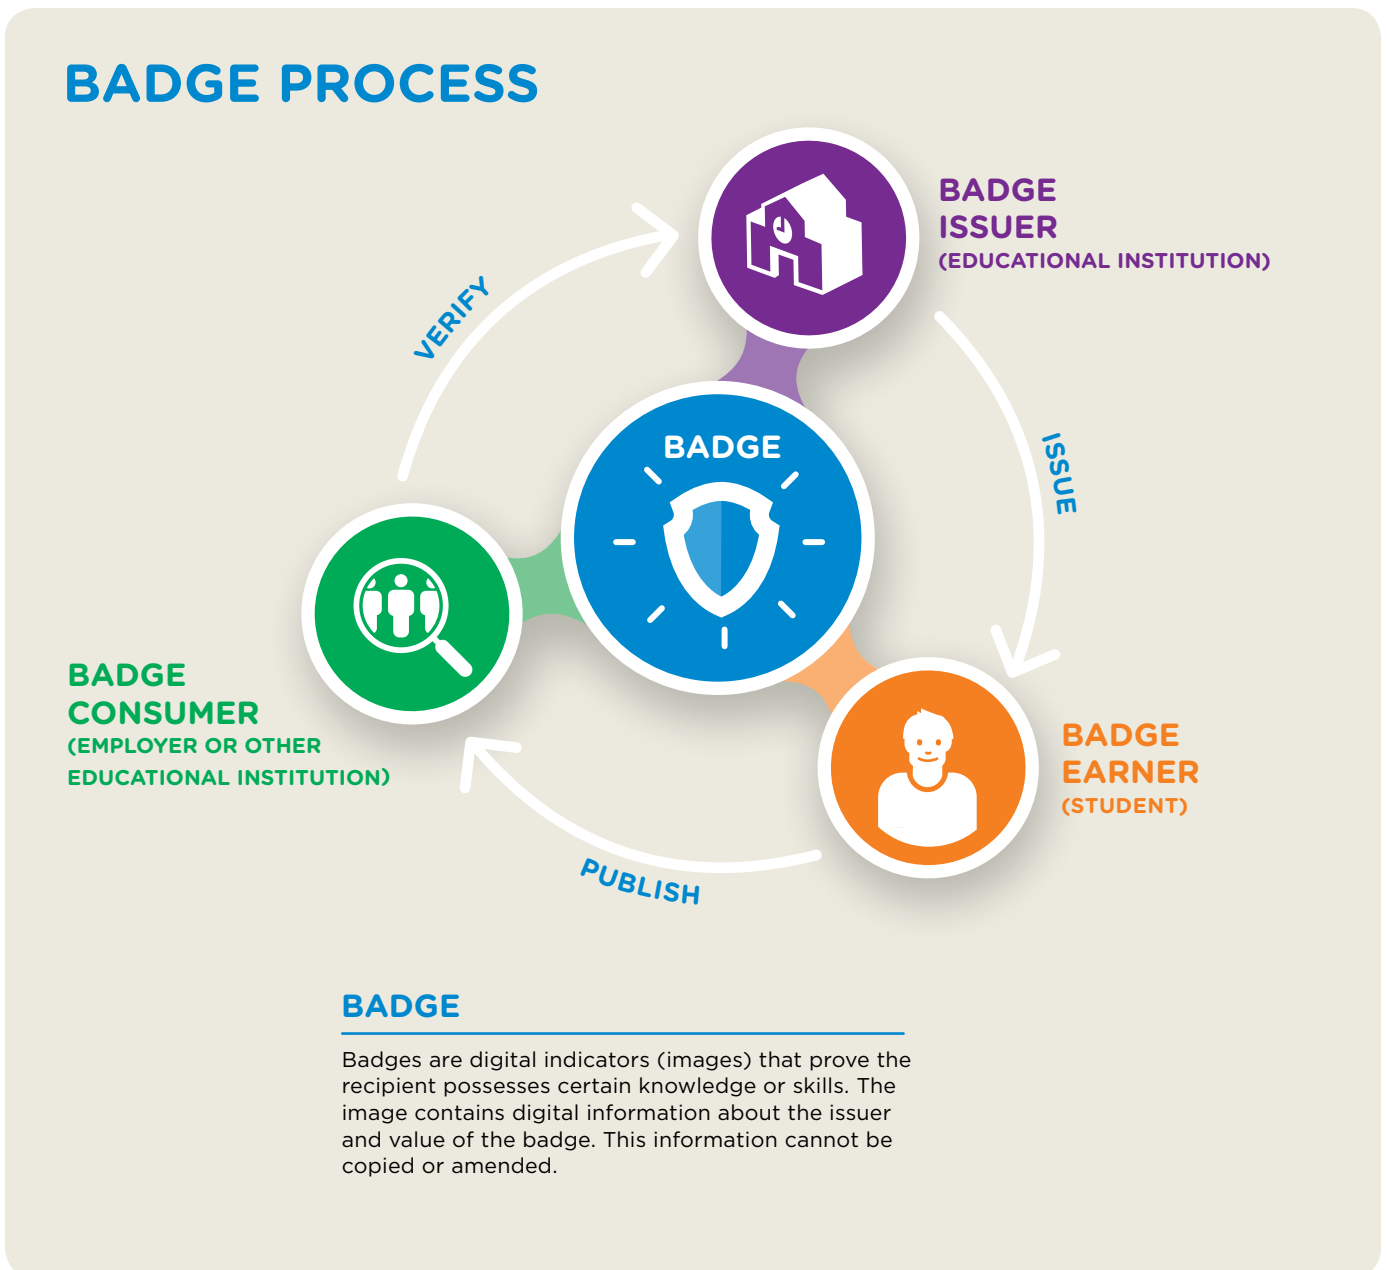 BADGE PROCESS
BADGE
ISSUER
(EDUCATIONAL INSTITUTION)
VERIFY
ISSUE
BADGE
BADGE
CONSUMER
(EMPLOYER OR OTHER
EDUCATIONAL INSTITUTION)
BADGE
EARNER
(STUDENT)
PUBLISH
BADGE
Badges are digital indicators (images) that prove the
recipient possesses certain knowledge or skills. The
image contains digital information about the issuer
and value of the badge. This information cannot be
copied or amended.